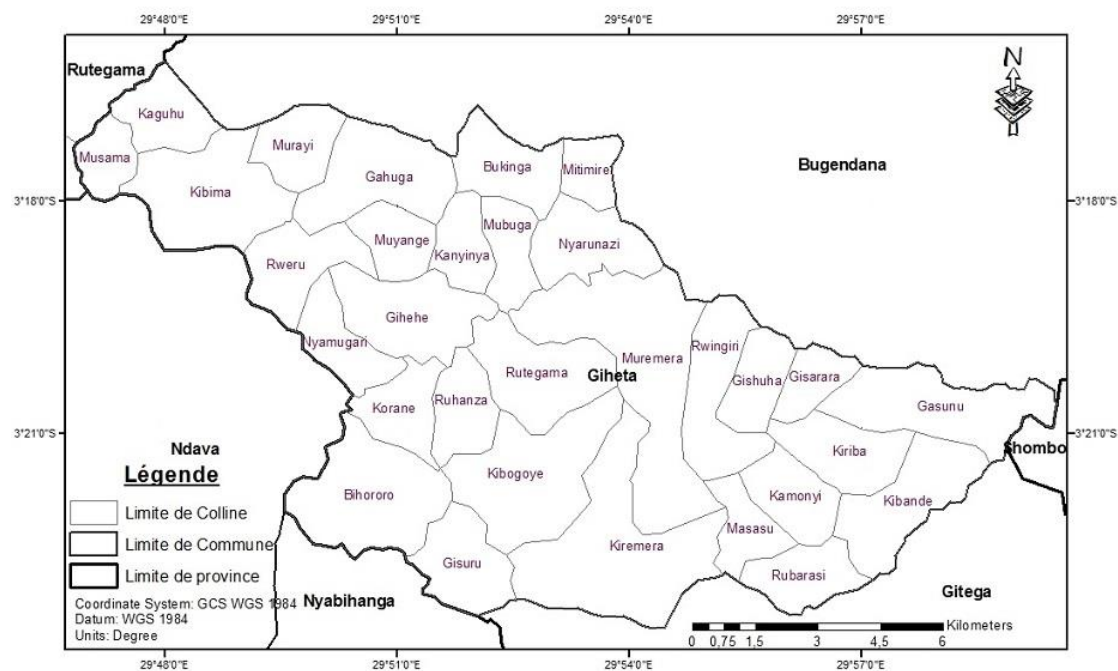 29°48'0"E 29°51'0"E 29°54'0"E 29°57'0"E
N
Rutegama
Kaguhu
Musama
Murayi
Kibima
Gahuga
Bukinga
Mitimire
Bugendana
3°18'0"S 3°18'0"S
Mubuga
Muyange
Kanyinya
Nyarunazi
Rweru
Gihehe
Nyamugari
Muremera
Rwingiri
Rutegama
Giheta
Gishuha
Gisarara
Korane
Ruhanza
Gasunu
3°21'0"S 3°21'0"S
Ndava
Shombo
Kiriba
Kibogoye
Bihororo
Kamonyi
Kibande
Masasu
Kiremera
Gisuru
Rubarasi
Nyabihanga
Gitega
Légende
Limite de Colline
Limite de Commune
Limite de province
Coordinate System: GCS WGS 1984
Datum: WGS 1984
Units: Degree
Kilometers
0 0,75 1,5 3 4,5 6
29°48'0"E 29°51'0"E 29°54'0"E 29°57'0"E